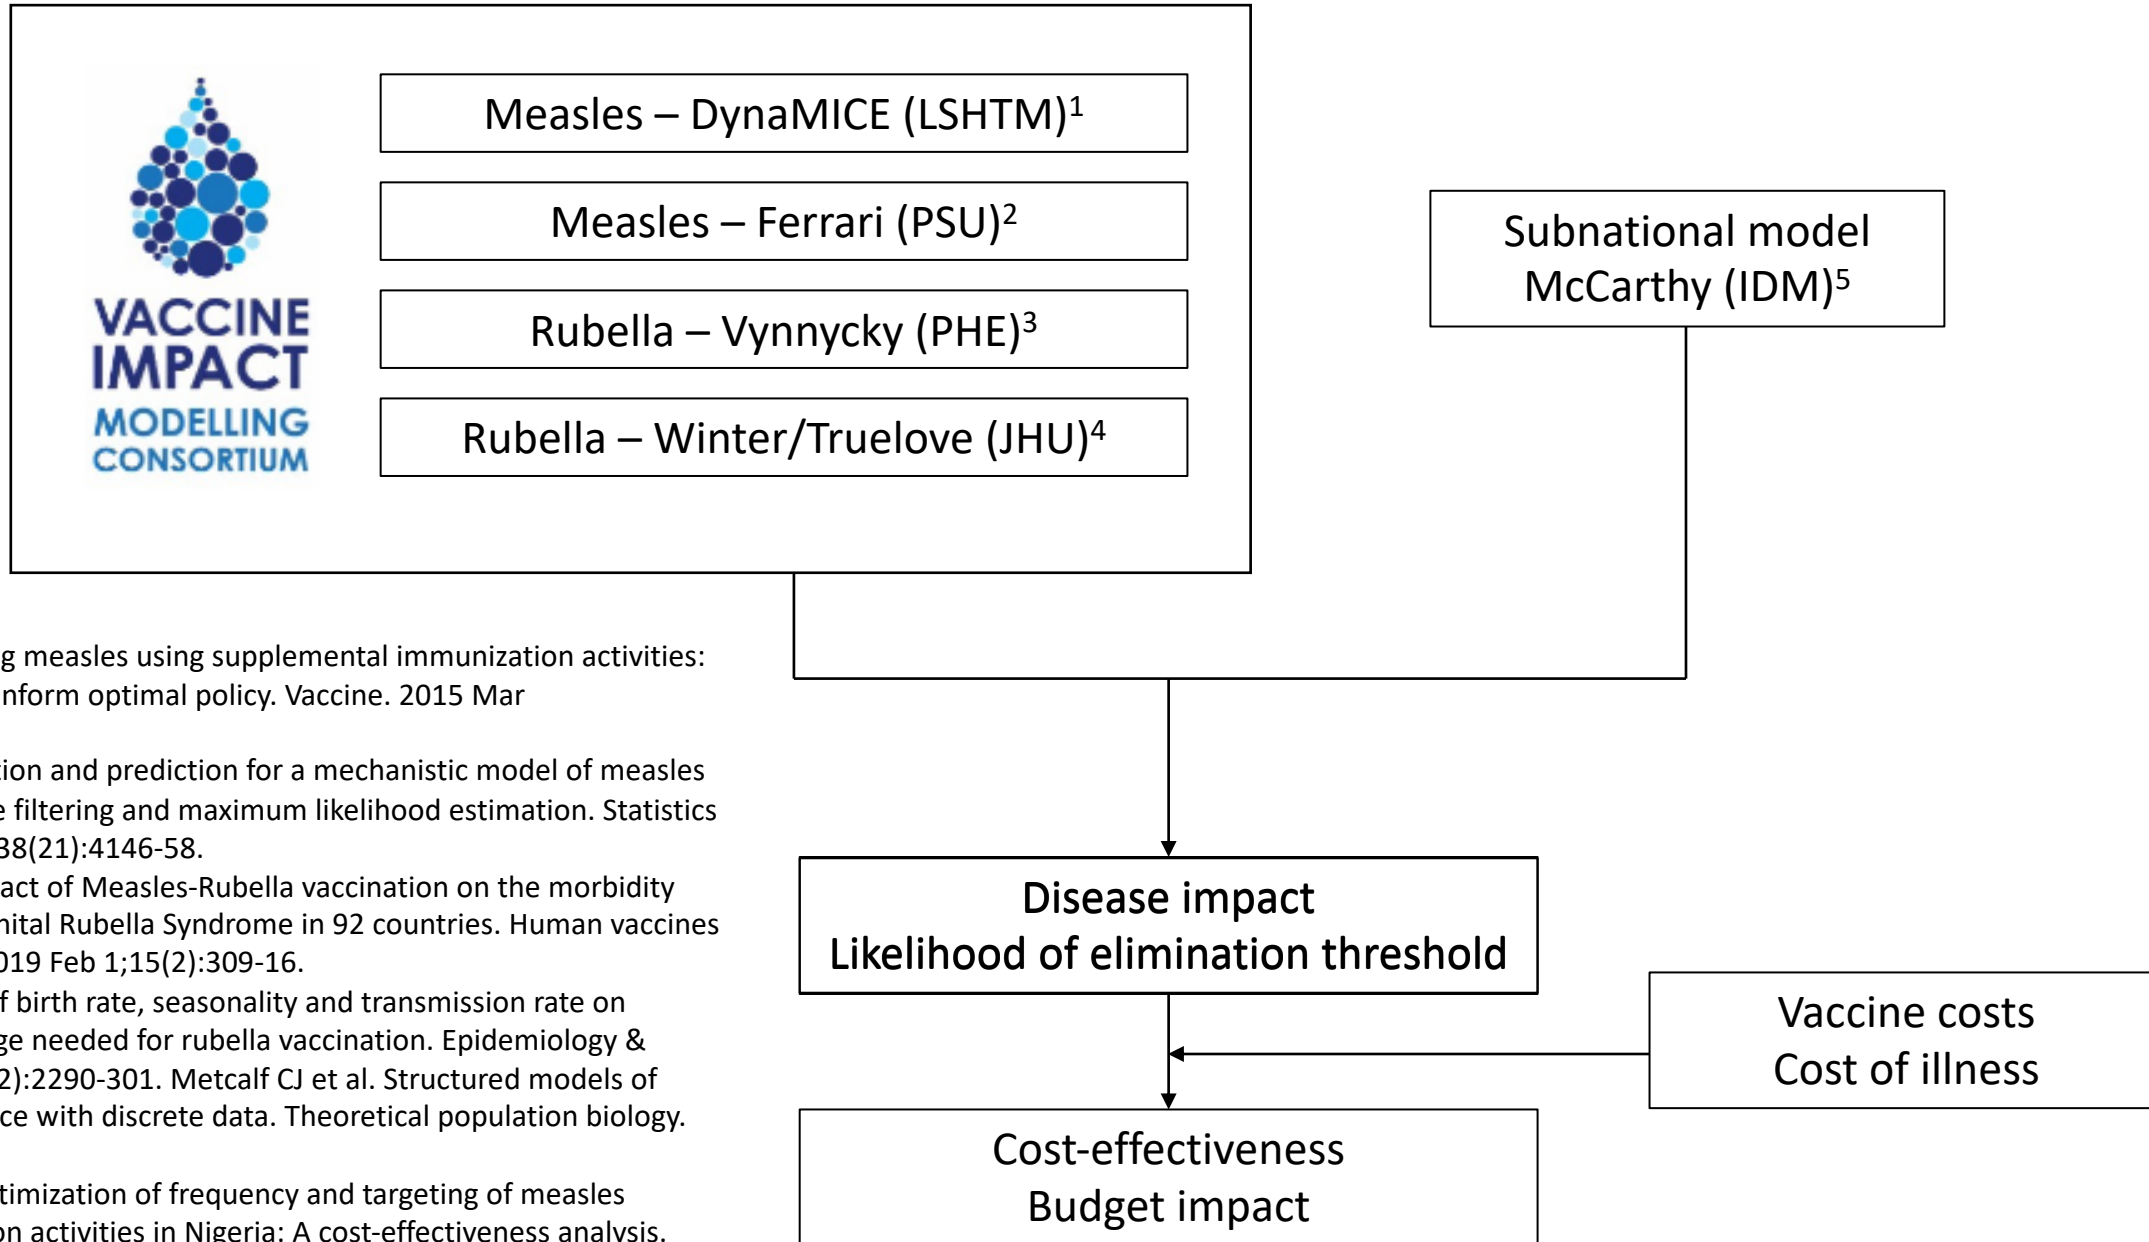 VACCINE
IMPACT
MODELLING
CONSORTIUM
Measles – DynaMICE (LSHTM)1
Measles – Ferrari (PSU)2
Rubella – Vynnycky (PHE)3
Rubella – Winter/Truelove (JHU)4
Subnational model
McCarthy (IDM)5
g measles using supplemental immunization activities:
nform optimal policy. Vaccine. 2015 Mar
tion and prediction for a mechanistic model of measles
e filtering and maximum likelihood estimation. Statistics
38(21):4146-58.
act of Measles-Rubella vaccination on the morbidity
nital Rubella Syndrome in 92 countries. Human vaccines
019 Feb 1;15(2):309-16.
f birth rate, seasonality and transmission rate on
ge needed for rubella vaccination. Epidemiology &
2):2290-301. Metcalf CJ et al. Structured models of
ce with discrete data. Theoretical population biology.
timization of frequency and targeting of measles
on activities in Nigeria: A cost-effectiveness analysis.
Disease impact
Likelihood of elimination threshold
Vaccine costs
Cost of illness
Cost-effectiveness
Budget impact